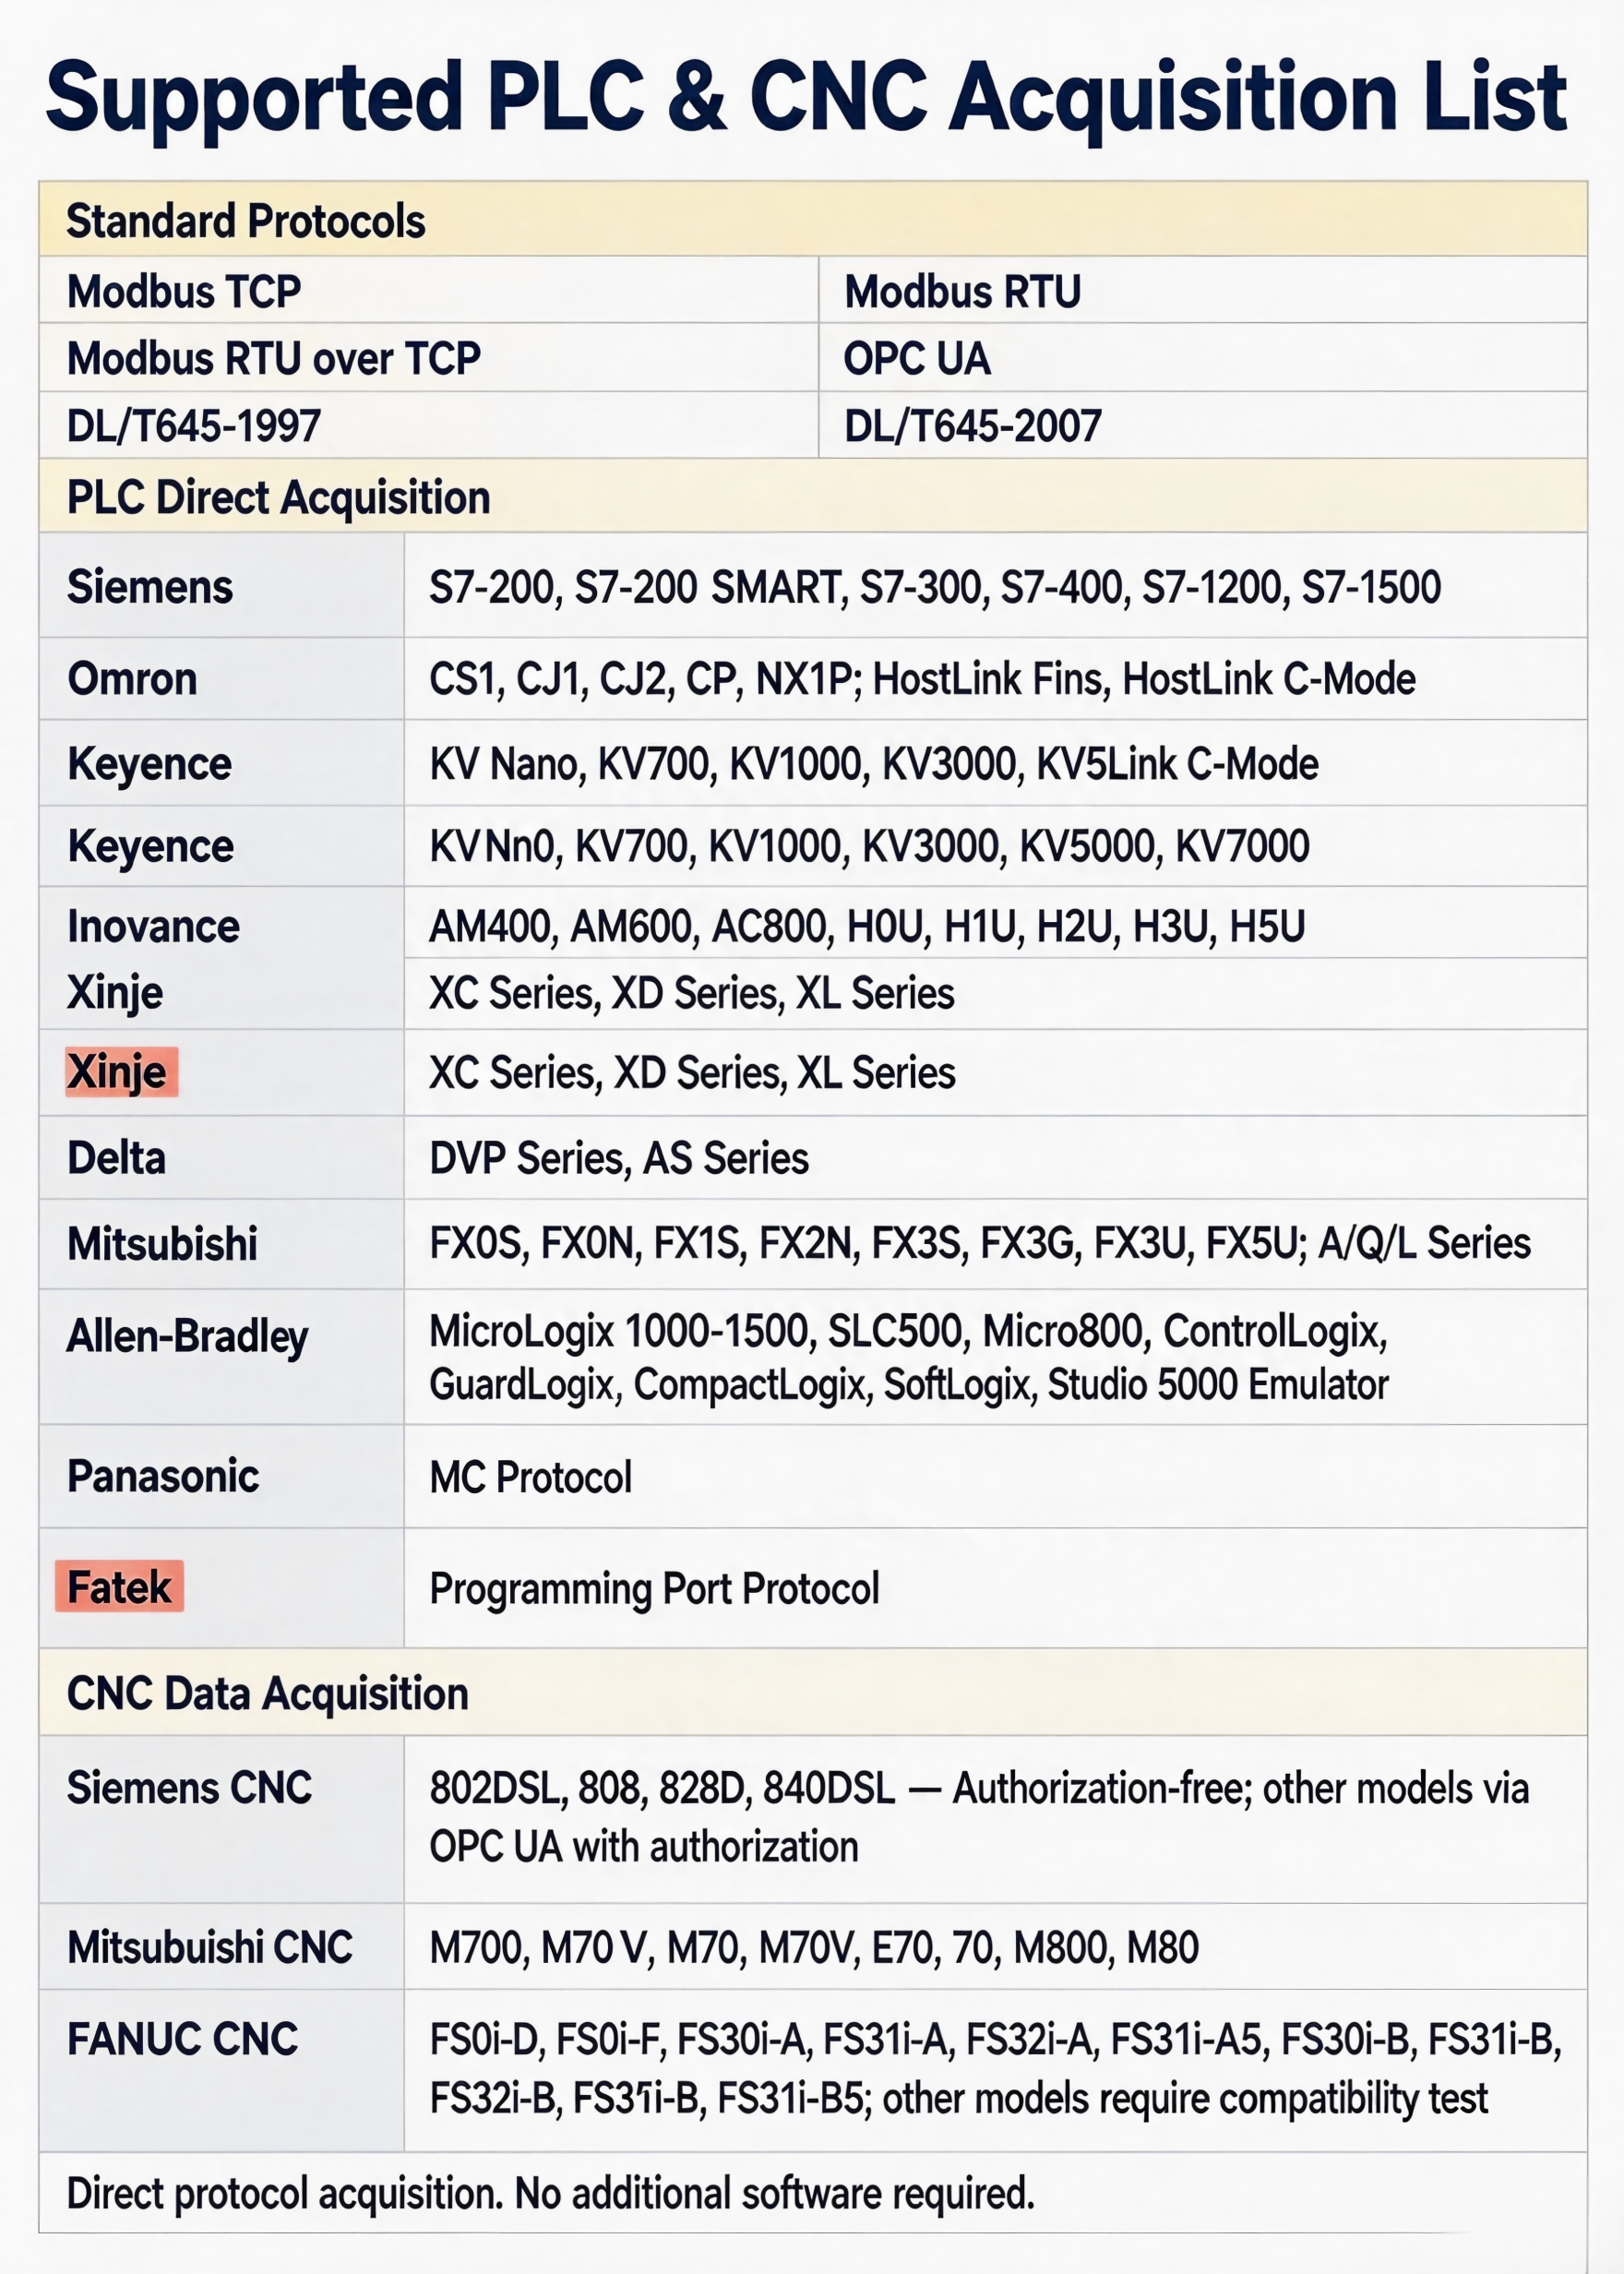 Supported PLC & CNC Acquisition List
Standard Protocols
Modbus TCP
Modbus RTU
Modbus RTU over TCP
OPC UA
DL/T645-1997
DL/T645-2007
PLC Direct Acquisition
Siemens
S7-200, S7-200 SMART, S7-300, S7-400, S7-1200, S7-1500
Omron
CS1, CJ1, CJ2, CP, NX1P; HostLink Fins, HostLink C-Mode
Keyence
KV Nano, KV700, KV1000, KV3000, KV5Link C-Mode
Keyence
KVNn0, KV700, KV1000, KV3000, KV5000, KV7000
Inovance
AM400, AM600, AC800, H0U, H1U, H2U, H3U, H5U
Xinje
XC Series, XD Series, XL Series
Xinje
XC Series, XD Series, XL Series
Delta
DVP Series, AS Series
Mitsubishi
FX0S, FX0N, FX1S, FX2N, FX3S, FX3G, FX3U, FX5U; A/Q/L Series
Allen-Bradley
MicroLogix 1000-1500, SLC500, Micro800, ControlLogix,
GuardLogix, CompactLogix, SoftLogix, Studio 5000 Emulator
Panasonic
MC Protocol
Fatek
Programming Port Protocol
CNC Data Acquisition
Siemens CNC
802DSL, 808, 828D, 840DSL — Authorization-free; other models via
OPC UA with authorization
Mitsubuishi CNC
M700, M70 V, M70, M70V, E70, 70, M800, M80
FANUC CNC
FS0i-D, FS0i-F, FS30i-A, FS31i-A, FS32i-A, FS31i-A5, FS30i-B, FS31i-B,
FS32i-B, FS31i-B, FS31i-B5; other models require compatibility test
Direct protocol acquisition. No additional software required.